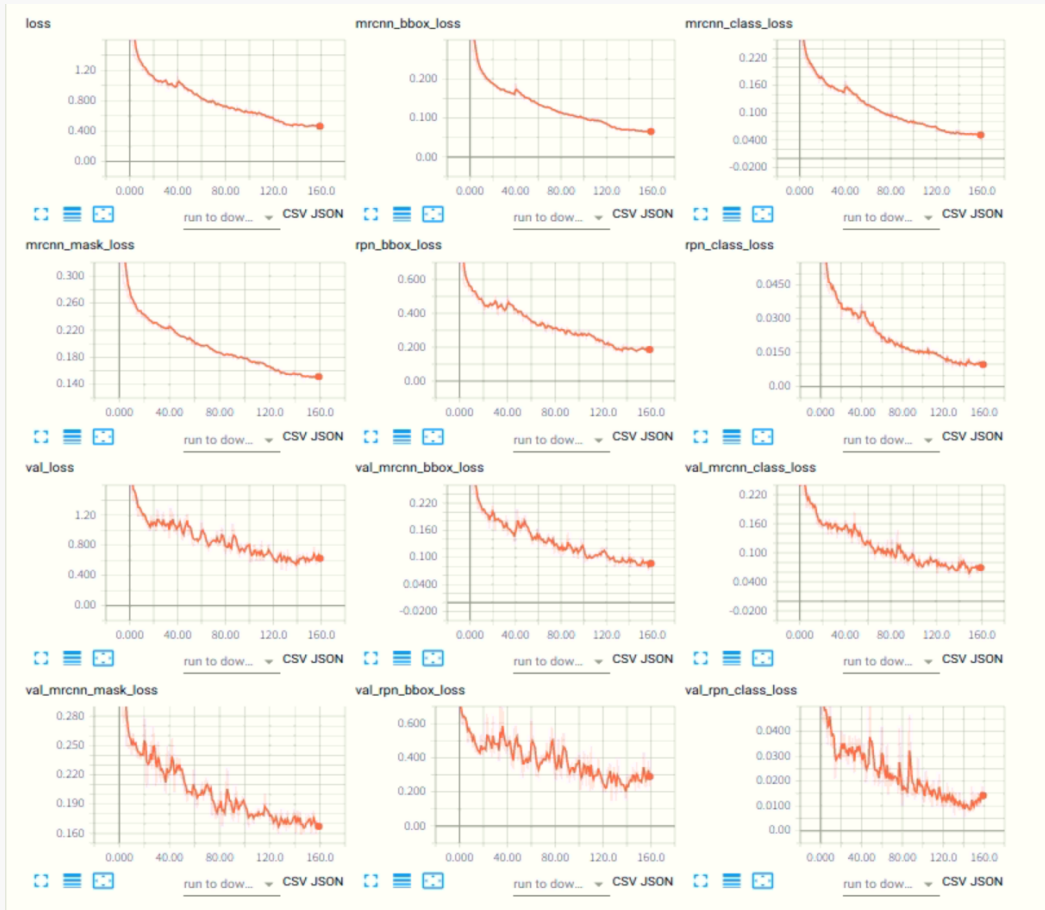 loss
mrcnn_bbox_loss
mrcnn_class_loss
1.20
0.800
0.400
0.00
0.200
0.100
0.00
0.220
0.160
0.100
0.0400
-0.0200
0.000 40.00 80.00 120.0 160.0
0.000 40.00 80.00 120.0 160.0
0.000 40.00 80.00 120.0 160.0
run to dow... CSV JSON
run to dow... CSV JSON
run to dow... CSV JSON
mrcnn_mask_loss
rpn_bbox_loss
rpn_class_loss
0.300
0.260
0.220
0.180
0.140
0.600
0.400
0.200
0.00
0.0450
0.0300
0.0150
0.00
0.000 40.00 80.00 120.0 160.0
0.000 40.00 80.00 120.0 160.0
0.000 40.00 80.00 120.0 160.0
run to dow... CSV JSON
run to dow... CSV JSON
run to dow... CSV JSON
val_loss
val_mrcnn_bbox_loss
val_mrcnn_class_loss
1.20
0.800
0.400
0.00
0.220
0.160
0.100
0.0400
-0.0200
0.220
0.160
0.100
0.0400
-0.0200
0.000 40.00 80.00 120.0 160.0
0.000 40.00 80.00 120.0 160.0
0.000 40.00 80.00 120.0 160.0
run to dow... CSV JSON
run to dow... CSV JSON
run to dow... CSV JSON
val_mrcnn_mask_loss
val_rpn_bbox_loss
val_rpn_class_loss
0.280
0.250
0.220
0.190
0.160
0.600
0.400
0.200
0.00
0.0400
0.0300
0.0200
0.0100
0.00
0.000 40.00 80.00 120.0 160.0
0.000 40.00 80.00 120.0 160.0
0.000 40.00 80.00 120.0 160.0
run to dow... CSV JSON
run to dow... CSV JSON
run to dow... CSV JSON